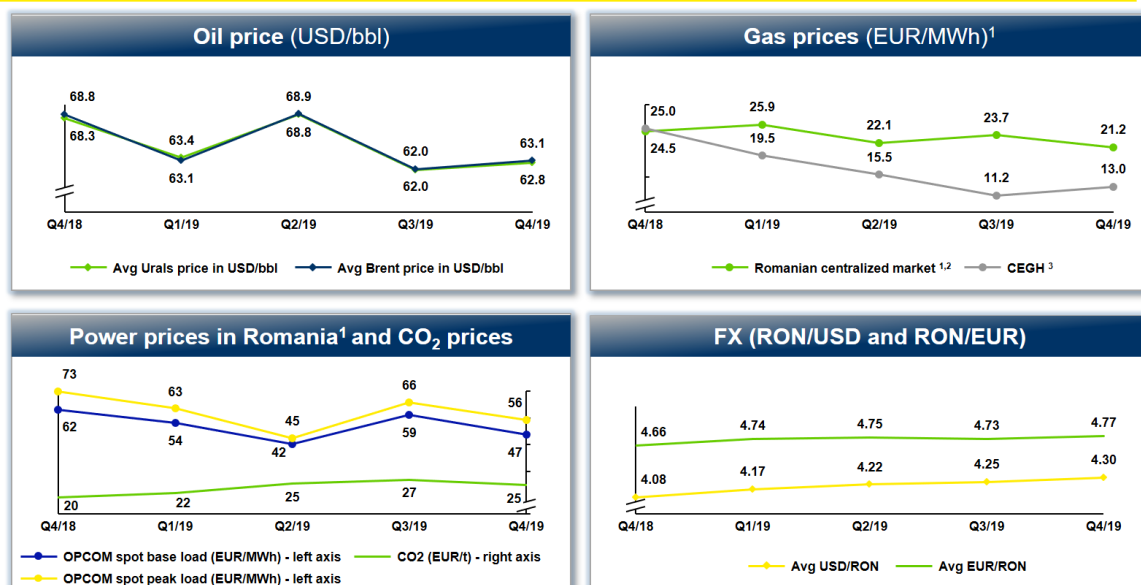 Oil price (USD/bbl)
68.8
68.3
63.4
63.1
68.9
68.8
62.0
62.0
63.1
62.8
Q4/18 Q1/19 Q2/19 Q3/19 Q4/19
Avg Urals price in USD/bbl Avg Brent price in USD/bbl
Gas prices (EUR/MWh)¹
25.0
24.5
25.9
19.5
22.1
15.5
23.7
11.2
21.2
13.0
Q4/18 Q1/19 Q2/19 Q3/19 Q4/19
Romanian centralized market ¹,² CEGH ³
Power prices in Romania¹ and CO₂ prices
73
62
20
63
54
22
45
42
25
66
59
27
56
47
25
Q4/18 Q1/19 Q2/19 Q3/19 Q4/19
OPCOM spot base load (EUR/MWh) - left axis CO2 (EUR/t) - right axis
OPCOM spot peak load (EUR/MWh) - left axis
FX (RON/USD and RON/EUR)
4.66 4.74 4.75 4.73 4.77
4.08 4.17 4.22 4.25 4.30
Q4/18 Q1/19 Q2/19 Q3/19 Q4/19
Avg USD/RON Avg EUR/RON